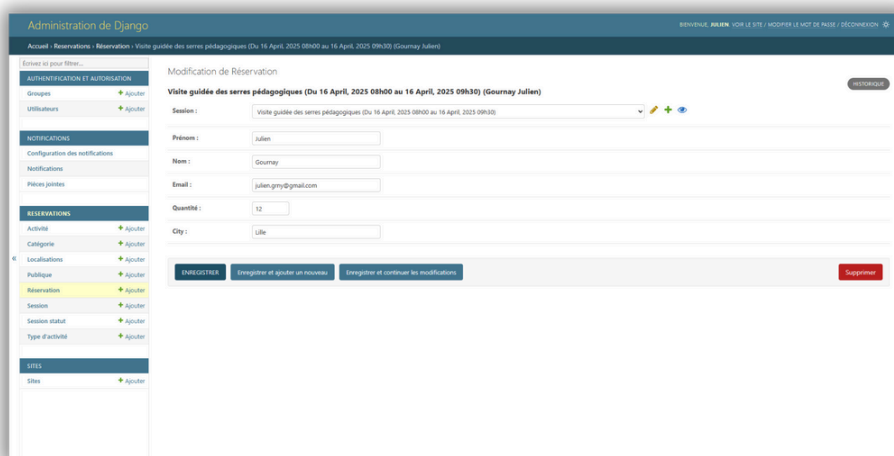 Administration de Django
BIENVENUE, JULIEN. VOIR LE SITE / MODIFIER LE MOT DE PASSE / DÉCONNEXION
Accueil › Reservations › Réservation › Visite guidée des serres pédagogiques (Du 16 April, 2025 08h00 au 16 April, 2025 09h30) (Gournay Julien)
Écrivez ici pour filtrer…
AUTHENTIFICATION ET AUTORISATION
Groupes + Ajouter
Utilisateurs + Ajouter
NOTIFICATIONS
Configuration des notifications
Notifications
Pièces jointes
RESERVATIONS
Activité + Ajouter
Catégorie + Ajouter
Localisations + Ajouter
Publique + Ajouter
Réservation + Ajouter
Session + Ajouter
Session statut + Ajouter
Type d'activité + Ajouter
SITES
Sites + Ajouter
«
Modification de Réservation
HISTORIQUE
Visite guidée des serres pédagogiques (Du 16 April, 2025 08h00 au 16 April, 2025 09h30) (Gournay Julien)
Session : Visite guidée des serres pédagogiques (Du 16 April, 2025 08h00 au 16 April, 2025 09h30)
Prénom : Julien
Nom : Gournay
Email : julien.grny@gmail.com
Quantité : 12
City : Lille
ENREGISTRER Enregistrer et ajouter un nouveau Enregistrer et continuer les modifications Supprimer